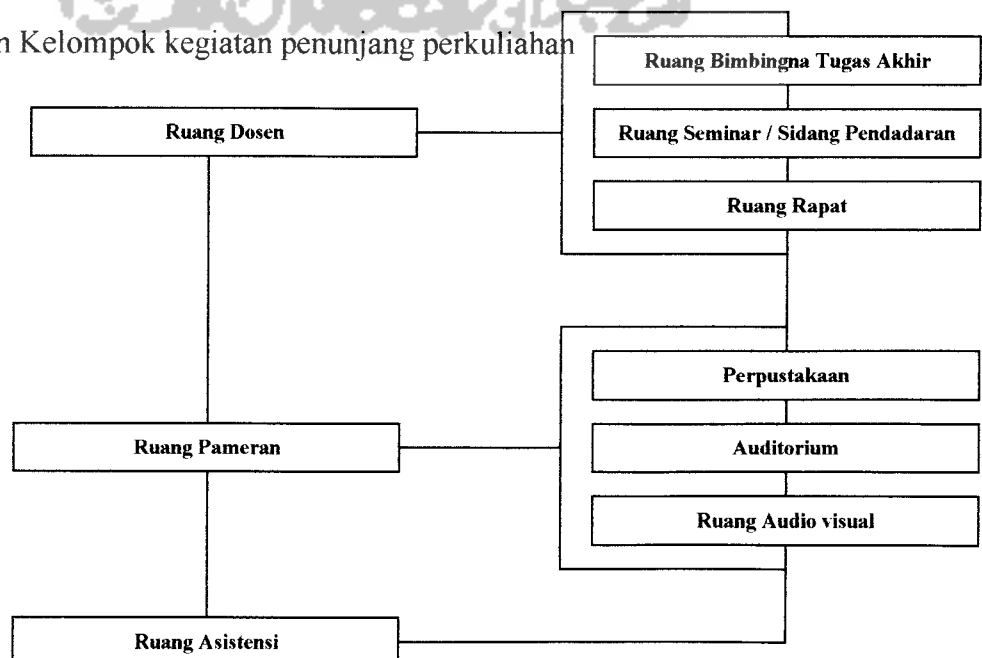 n Kelompok kegiatan penunjang perkuliahan
Ruang Bimbingna Tugas Akhir
Ruang Dosen
Ruang Seminar / Sidang Pendadaran
Ruang Rapat
Perpustakaan
Ruang Pameran
Auditorium
Ruang Audio visual
Ruang Asistensi